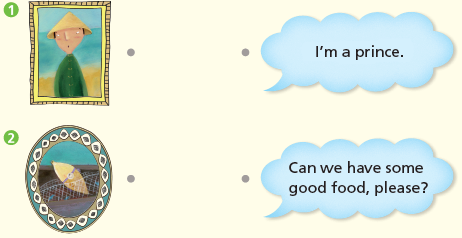 1
I'm a prince.
2
Can we have some
good food, please?